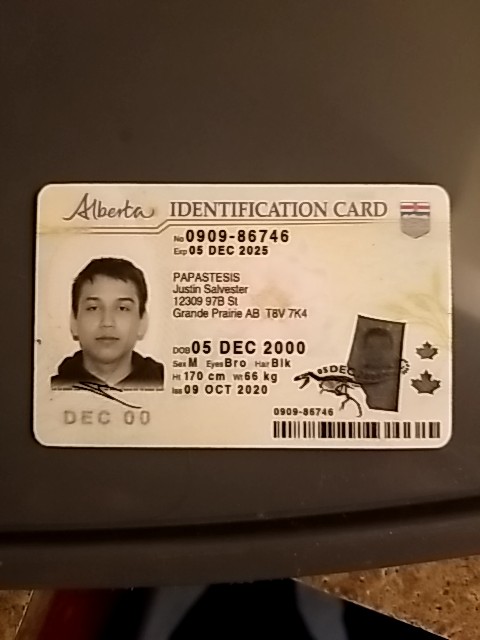 Alberta IDENTIFICATION CARD
No 0909-86746
Exp 05 DEC 2025
PAPASTESIS
Justin Salvester
12309 97B St
Grande Prairie AB T8V 7K4
DOB 05 DEC 2000
Sex M Eyes Bro Hair Blk
Ht 170 cm Wt 66 kg
Iss 09 OCT 2020
DEC 00
05 DEC
0909-86746